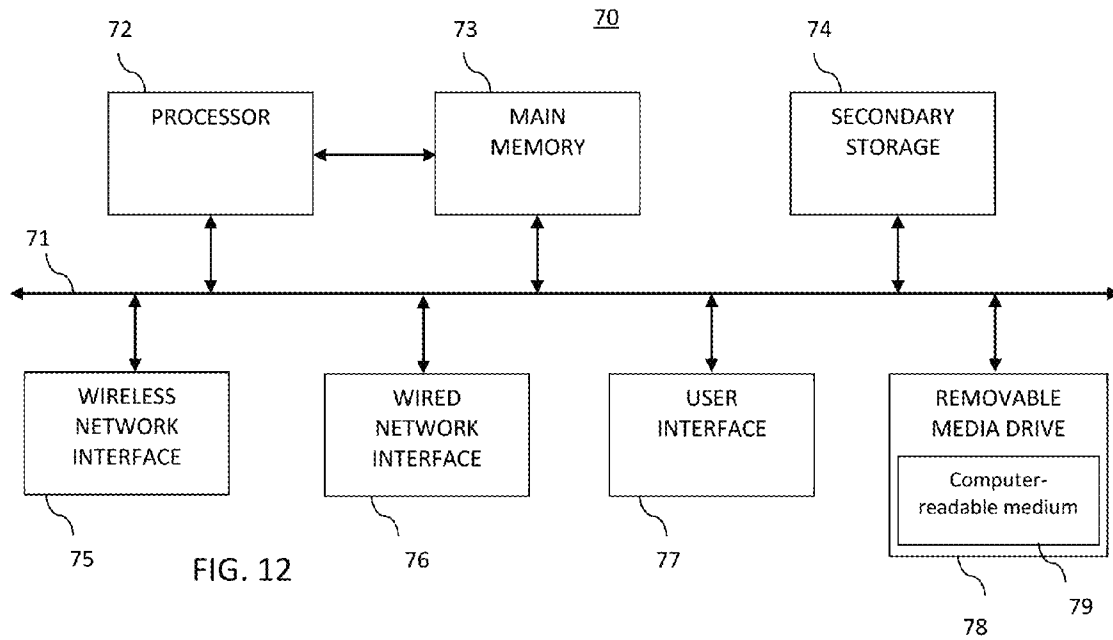 70
72
73
74
PROCESSOR
MAIN
MEMORY
SECONDARY
STORAGE
71
WIRELESS
NETWORK
INTERFACE
WIRED
NETWORK
INTERFACE
USER
INTERFACE
REMOVABLE
MEDIA DRIVE
Computer-
readable medium
75
76
77
78
79
FIG. 12